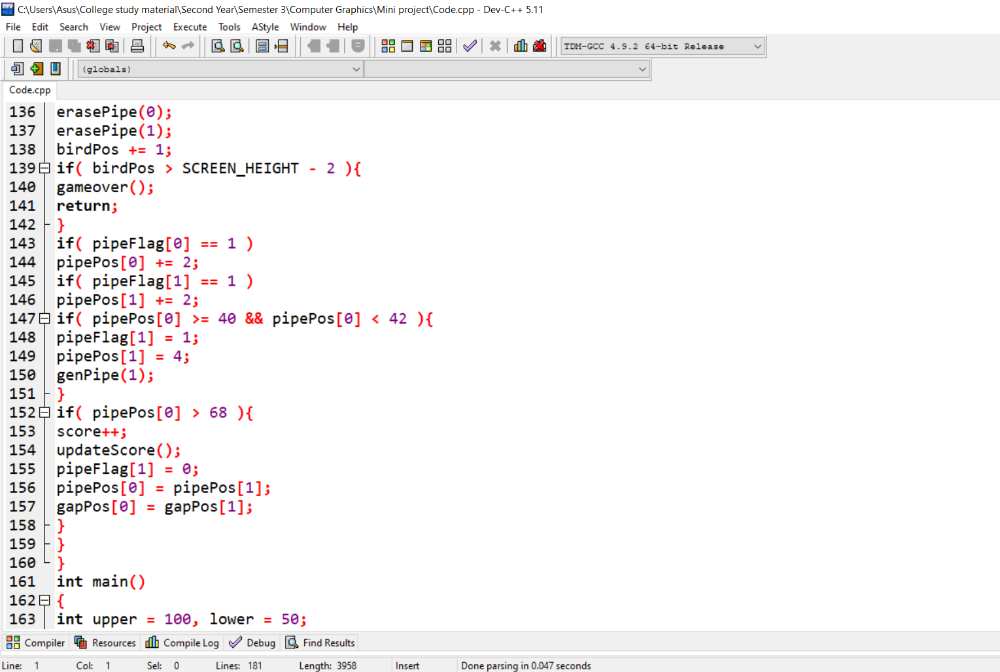 C:\Users\Asus\College study material\Second Year\Semester 3\Computer Graphics\Mini project\Code.cpp - Dev-C++ 5.11
File Edit Search View Project Execute Tools AStyle Window Help
TDM-GCC 4.9.2 64-bit Release
(globals)
Code.cpp
136 erasePipe(0);
137 erasePipe(1);
138 birdPos += 1;
139 if( birdPos > SCREEN_HEIGHT - 2 ){
140 gameover();
141 return;
142 }
143 if( pipeFlag[0] == 1 )
144 pipePos[0] += 2;
145 if( pipeFlag[1] == 1 )
146 pipePos[1] += 2;
147 if( pipePos[0] >= 40 && pipePos[0] < 42 ){
148 pipeFlag[1] = 1;
149 pipePos[1] = 4;
150 genPipe(1);
151 }
152 if( pipePos[0] > 68 ){
153 score++;
154 updateScore();
155 pipeFlag[1] = 0;
156 pipePos[0] = pipePos[1];
157 gapPos[0] = gapPos[1];
158 }
159 }
160 }
161 int main()
162 {
163 int upper = 100, lower = 50;
Compiler Resources Compile Log Debug Find Results
Line: 1 Col: 1 Sel: 0 Lines: 181 Length: 3958 Insert Done parsing in 0.047 seconds